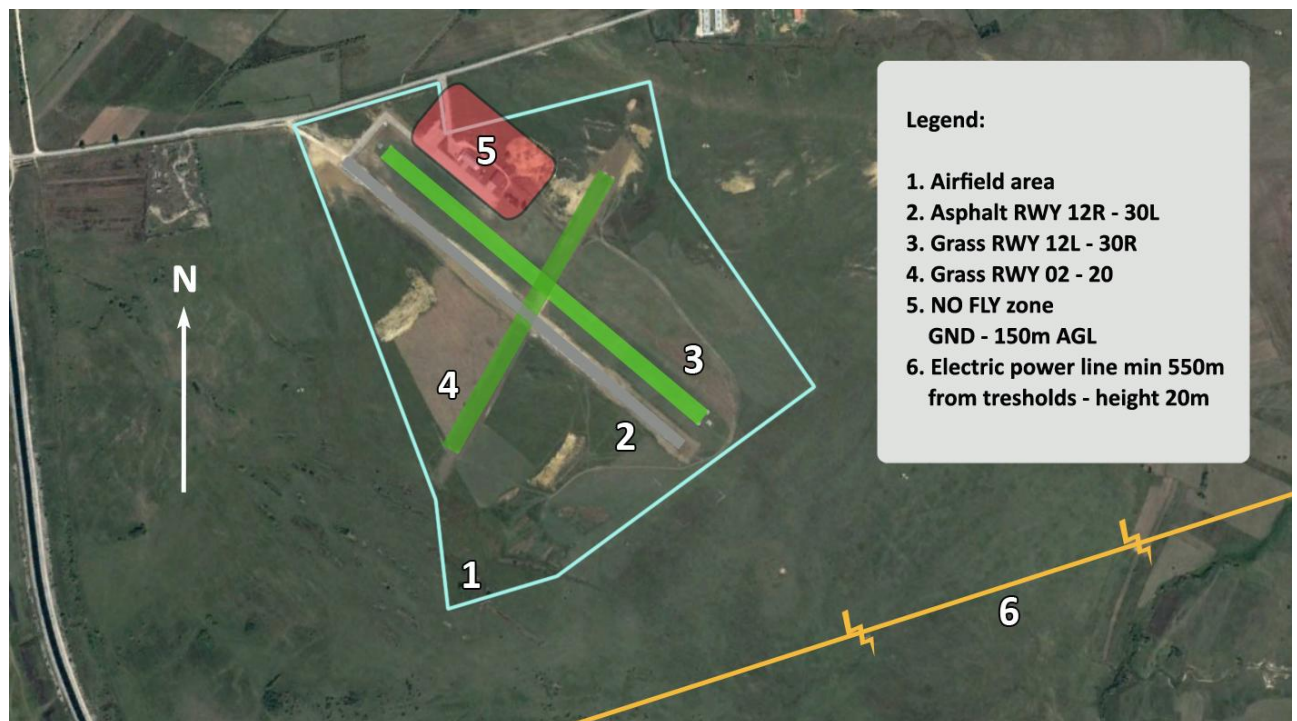 5
N
4
3
2
1
6
Legend:
1. Airfield area
2. Asphalt RWY 12R - 30L
3. Grass RWY 12L - 30R
4. Grass RWY 02 - 20
5. NO FLY zone
GND - 150m AGL
6. Electric power line min 550m
from tresholds - height 20m